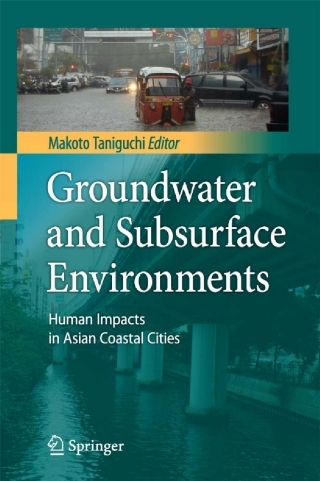 Makoto Taniguchi Editor
Groundwater
and Subsurface
Environments
Human Impacts
in Asian Coastal Cities
Springer